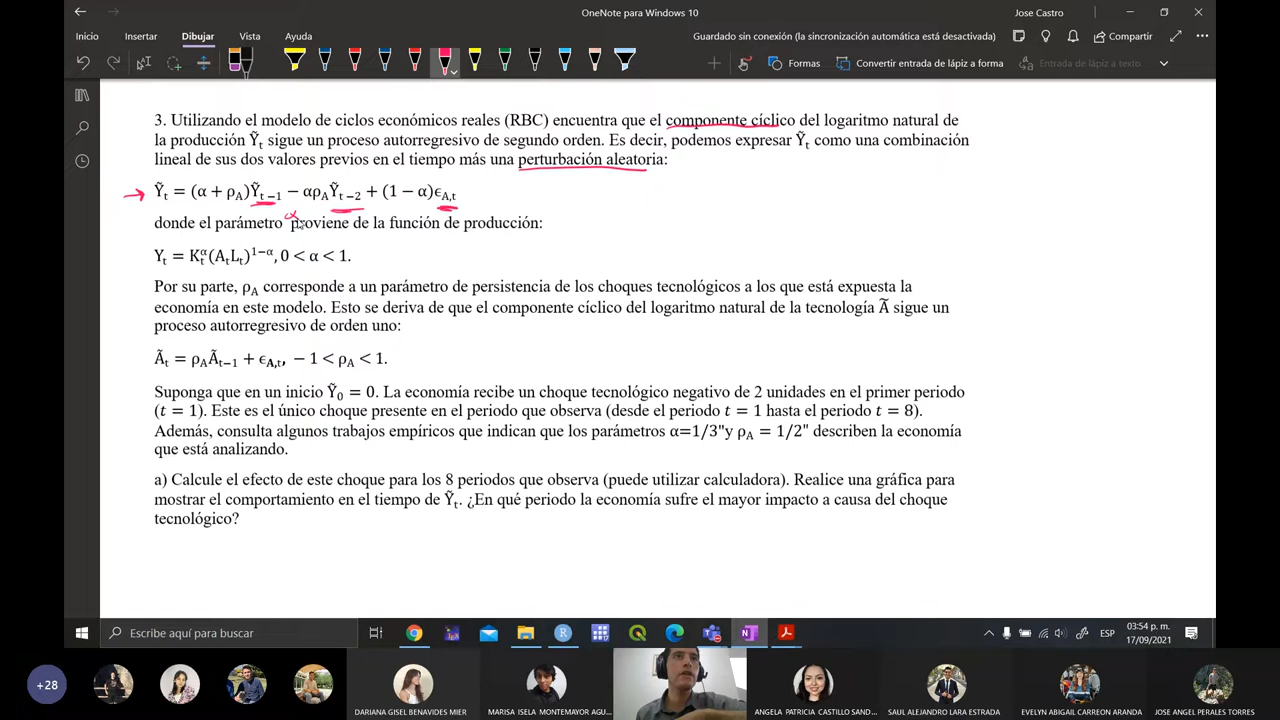 OneNote para Windows 10
Jose Castro
Inicio Insertar Dibujar Vista Ayuda
Guardado sin conexión (la sincronización automática está desactivada)
Compartir
Formas
Convertir entrada de lápiz a forma
Entrada de lápiz a texto
3. Utilizando el modelo de ciclos económicos reales (RBC) encuentra que el componente cíclico del logaritmo natural de
la producción Ỹt sigue un proceso autorregresivo de segundo orden. Es decir, podemos expresar Ỹt como una combinación
lineal de sus dos valores previos en el tiempo más una perturbación aleatoria:
Ỹt = (α + ρA)Ỹt −1 − αρAỸt −2 + (1 − α)ϵA,t
donde el parámetro α proviene de la función de producción:
Yt = Kt^α(AtLt)^1−α, 0 < α < 1.
Por su parte, ρA corresponde a un parámetro de persistencia de los choques tecnológicos a los que está expuesta la
economía en este modelo. Esto se deriva de que el componente cíclico del logaritmo natural de la tecnología Ã sigue un
proceso autorregresivo de orden uno:
Ãt = ρAÃt−1 + ϵA,t, − 1 < ρA < 1.
Suponga que en un inicio Ỹ0 = 0. La economía recibe un choque tecnológico negativo de 2 unidades en el primer periodo
(t = 1). Este es el único choque presente en el periodo que observa (desde el periodo t = 1 hasta el periodo t = 8).
Además, consulta algunos trabajos empíricos que indican que los parámetros α=1/3"y ρA = 1/2" describen la economía
que está analizando.
a) Calcule el efecto de este choque para los 8 periodos que observa (puede utilizar calculadora). Realice una gráfica para
mostrar el comportamiento en el tiempo de Ỹt. ¿En qué periodo la economía sufre el mayor impacto a causa del choque
tecnológico?
Escribe aquí para buscar
ESP
03:54 p. m.
17/09/2021
+28
DARIANA GISEL BENAVIDES MIER
MARISA ISELA MONTEMAYOR AGU...
ANGELA PATRICIA CASTILLO SAND...
SAUL ALEJANDRO LARA ESTRADA
EVELYN ABIGAIL CARREON ARANDA
JOSE ANGEL PERALES TORRES